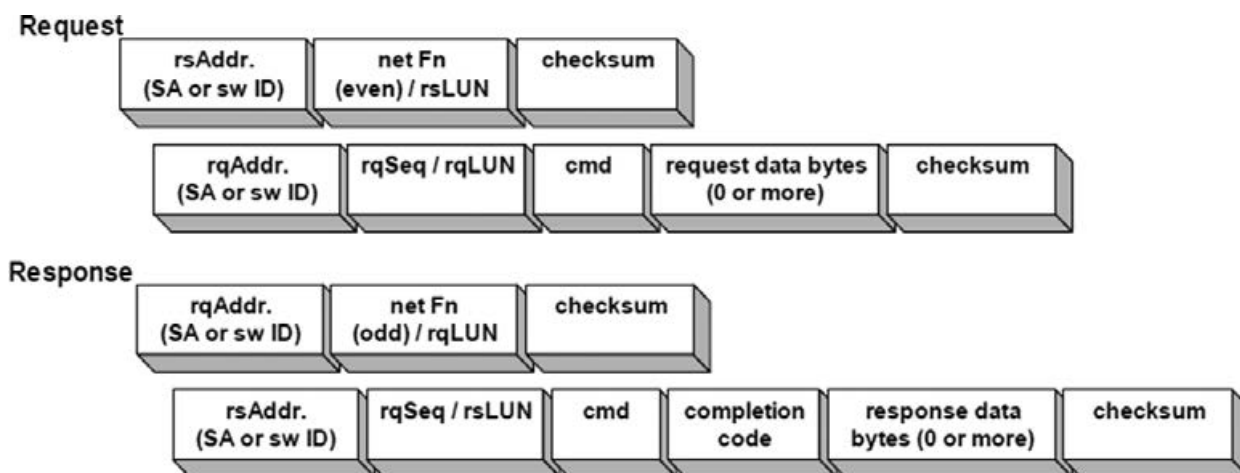 Request
rsAddr.
(SA or sw ID)
net Fn
(even) / rsLUN
checksum
rqAddr.
(SA or sw ID)
rqSeq / rqLUN
cmd
request data bytes
(0 or more)
checksum
Response
rqAddr.
(SA or sw ID)
net Fn
(odd) / rqLUN
checksum
rsAddr.
(SA or sw ID)
rqSeq / rsLUN
cmd
completion
code
response data
bytes (0 or more)
checksum